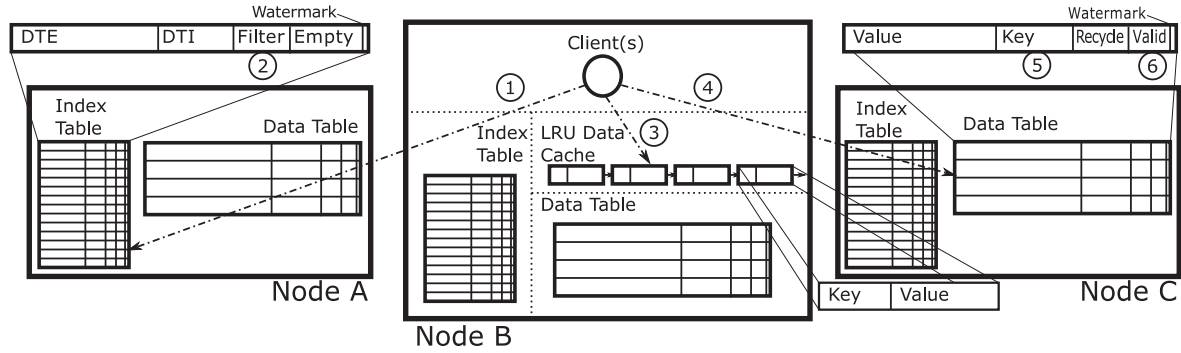 Watermark
DTE DTI Filter Empty
2
Index
Table
Data Table
Node A
Client(s)
1
4
3
Index
Table
LRU Data
Cache
Data Table
Node B
Key Value
Watermark
Value Key Recycle Valid
5 6
Index
Table
Data Table
Node C